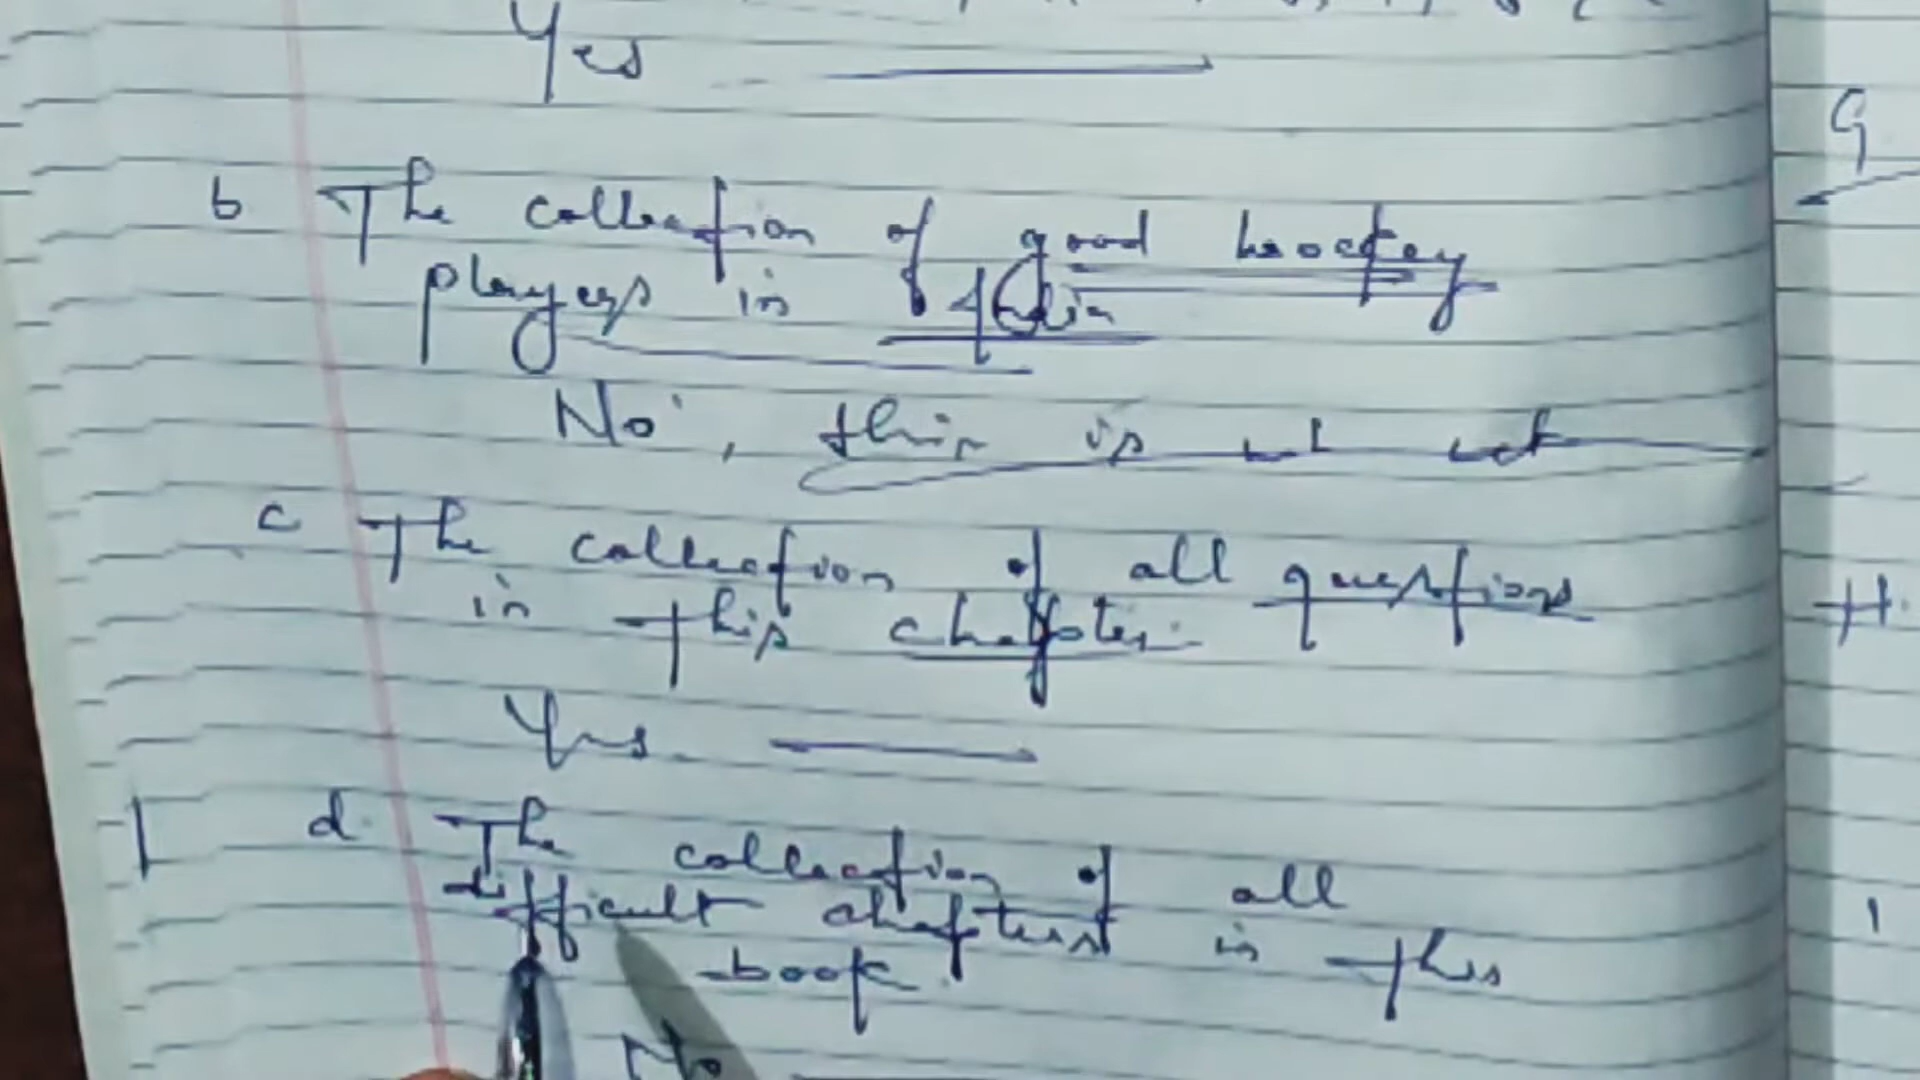 Yes
b The collection of good hockey
players in India
No, this is not set
c The collection of all questions
in this chapter.
Yes
d. The collection of all
difficult chapters in this
book.
No